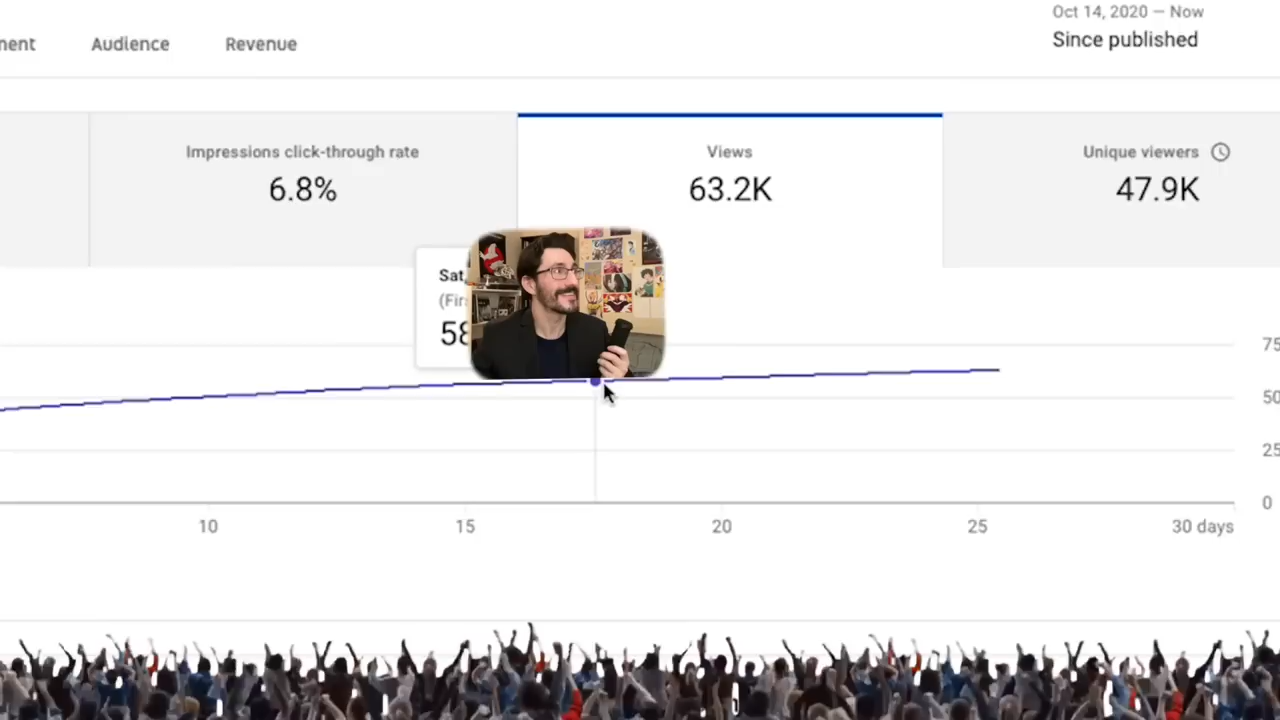 Oct 14, 2020 — Now
Audience Revenue
Since published
Impressions click-through rate
6.8%
Views
63.2K
Unique viewers
47.9K
Sat,
58
10
15
20
25
30 days
75
50
25
0